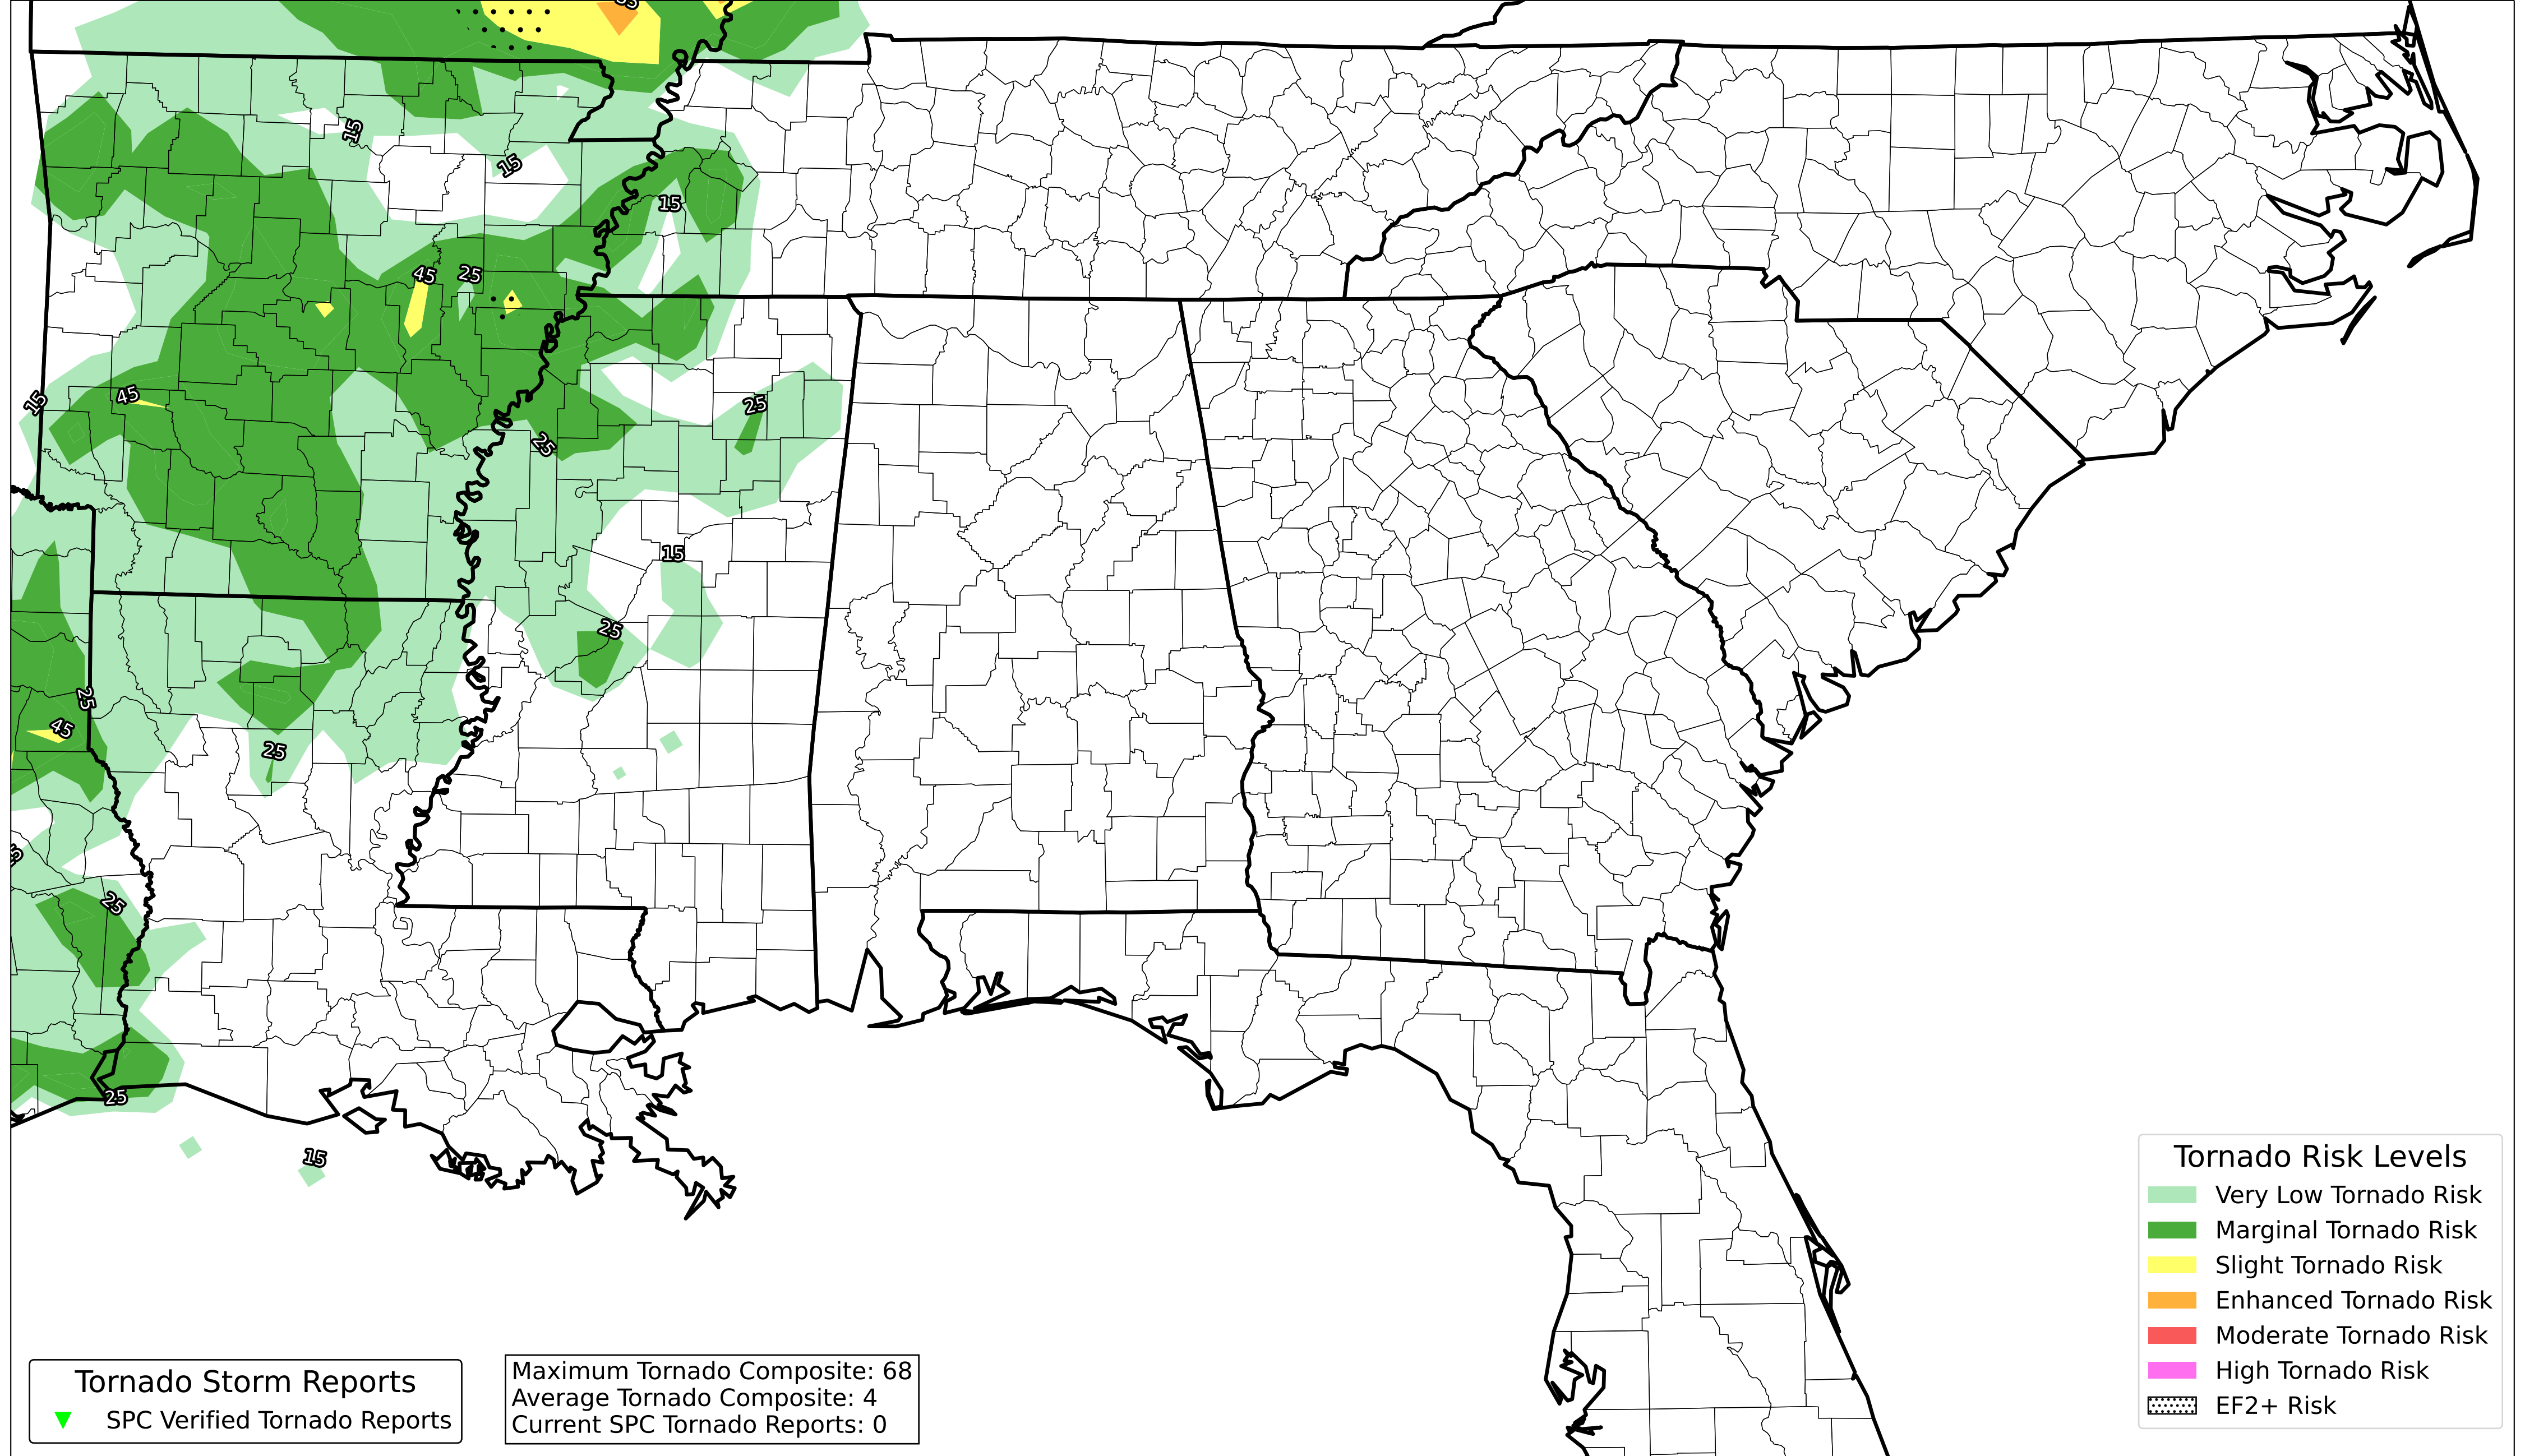 15
15
15
45
25
15
45
25
25
15
25
25
45
25
25
25
15
Tornado Risk Levels
Very Low Tornado Risk
Marginal Tornado Risk
Slight Tornado Risk
Enhanced Tornado Risk
Moderate Tornado Risk
High Tornado Risk
EF2+ Risk
Tornado Storm Reports
SPC Verified Tornado Reports
Maximum Tornado Composite: 68
Average Tornado Composite: 4
Current SPC Tornado Reports: 0